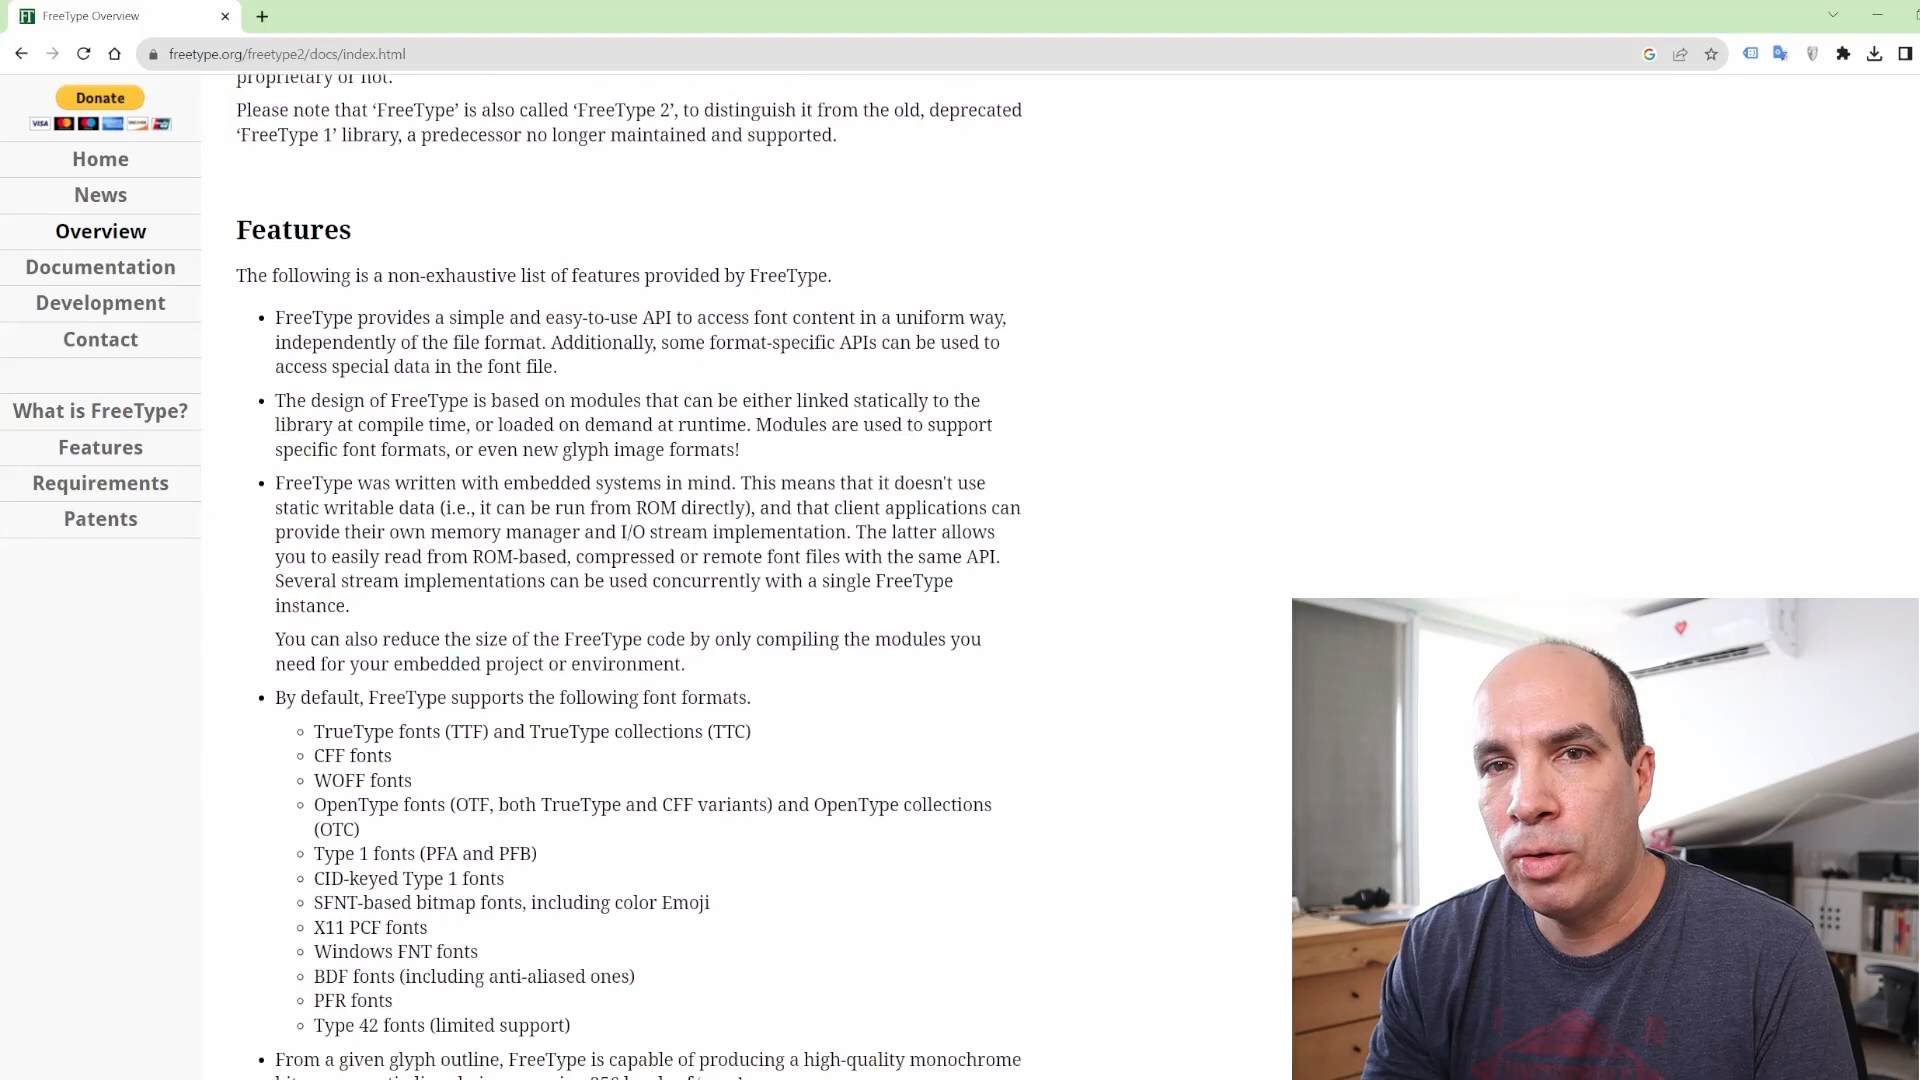 FreeType Overview
freetype.org/freetype2/docs/index.html
Donate
VISA
Home
News
Overview
Documentation
Development
Contact
What is FreeType?
Features
Requirements
Patents
proprietary or not.
Please note that ‘FreeType’ is also called ‘FreeType 2’, to distinguish it from the old, deprecated
‘FreeType 1’ library, a predecessor no longer maintained and supported.
Features
The following is a non-exhaustive list of features provided by FreeType.
• FreeType provides a simple and easy-to-use API to access font content in a uniform way,
independently of the file format. Additionally, some format-specific APIs can be used to
access special data in the font file.
• The design of FreeType is based on modules that can be either linked statically to the
library at compile time, or loaded on demand at runtime. Modules are used to support
specific font formats, or even new glyph image formats!
• FreeType was written with embedded systems in mind. This means that it doesn't use
static writable data (i.e., it can be run from ROM directly), and that client applications can
provide their own memory manager and I/O stream implementation. The latter allows
you to easily read from ROM-based, compressed or remote font files with the same API.
Several stream implementations can be used concurrently with a single FreeType
instance.
You can also reduce the size of the FreeType code by only compiling the modules you
need for your embedded project or environment.
• By default, FreeType supports the following font formats.
◦ TrueType fonts (TTF) and TrueType collections (TTC)
◦ CFF fonts
◦ WOFF fonts
◦ OpenType fonts (OTF, both TrueType and CFF variants) and OpenType collections
(OTC)
◦ Type 1 fonts (PFA and PFB)
◦ CID-keyed Type 1 fonts
◦ SFNT-based bitmap fonts, including color Emoji
◦ X11 PCF fonts
◦ Windows FNT fonts
◦ BDF fonts (including anti-aliased ones)
◦ PFR fonts
◦ Type 42 fonts (limited support)
• From a given glyph outline, FreeType is capable of producing a high-quality monochrome